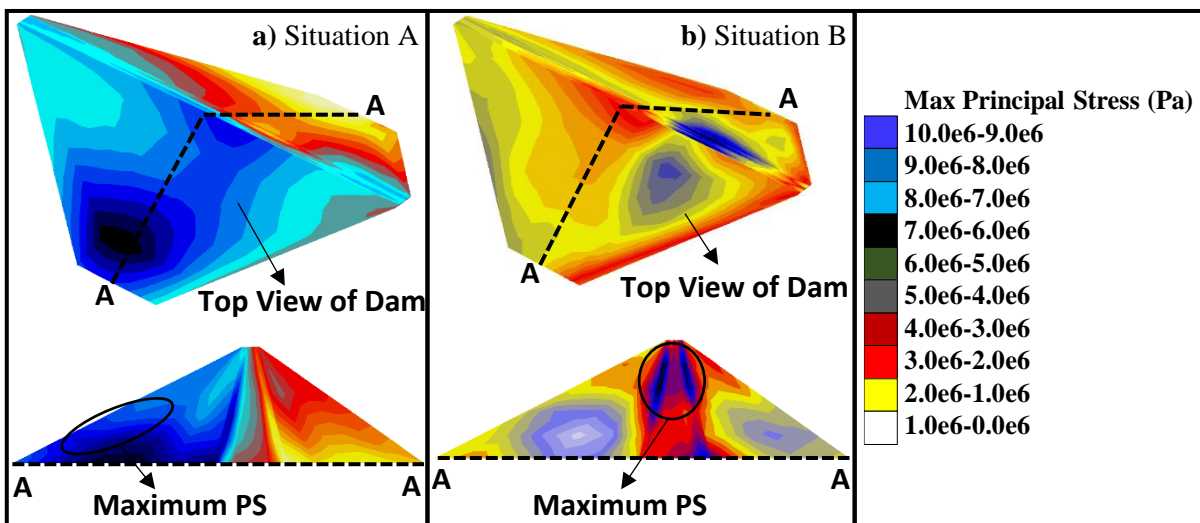 a) Situation A
A
A
Top View of Dam
A
A
Maximum PS
b) Situation B
A
A
Top View of Dam
A
A
Maximum PS
Max Principal Stress (Pa)
10.0e6-9.0e6
9.0e6-8.0e6
8.0e6-7.0e6
7.0e6-6.0e6
6.0e6-5.0e6
5.0e6-4.0e6
4.0e6-3.0e6
3.0e6-2.0e6
2.0e6-1.0e6
1.0e6-0.0e6